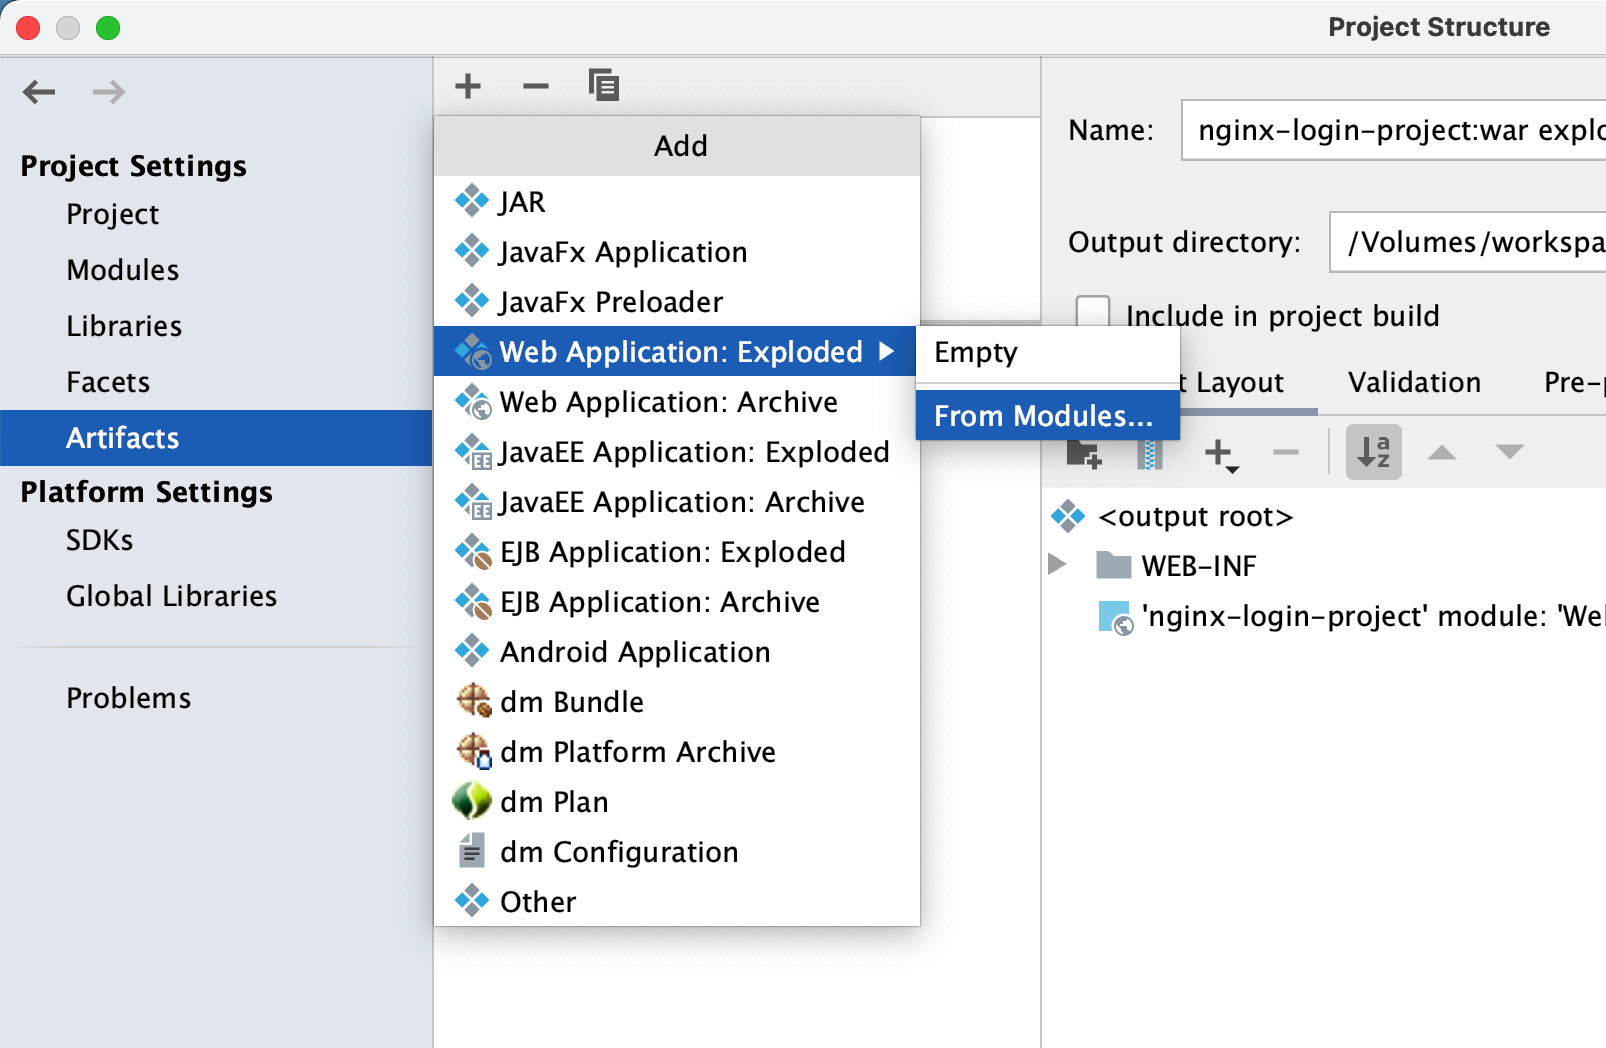 Project Structure
Project Settings
Project
Modules
Libraries
Facets
Artifacts
Platform Settings
SDKs
Global Libraries
Problems
Add
JAR
JavaFx Application
JavaFx Preloader
Web Application: Exploded
Web Application: Archive
JavaEE Application: Exploded
JavaEE Application: Archive
EJB Application: Exploded
EJB Application: Archive
Android Application
dm Bundle
dm Platform Archive
dm Plan
dm Configuration
Other
Empty
From Modules...
Name: nginx-login-project:war explo
Output directory: /Volumes/workspa
Include in project build
t Layout Validation Pre-p
<output root>
WEB-INF
'nginx-login-project' module: 'We